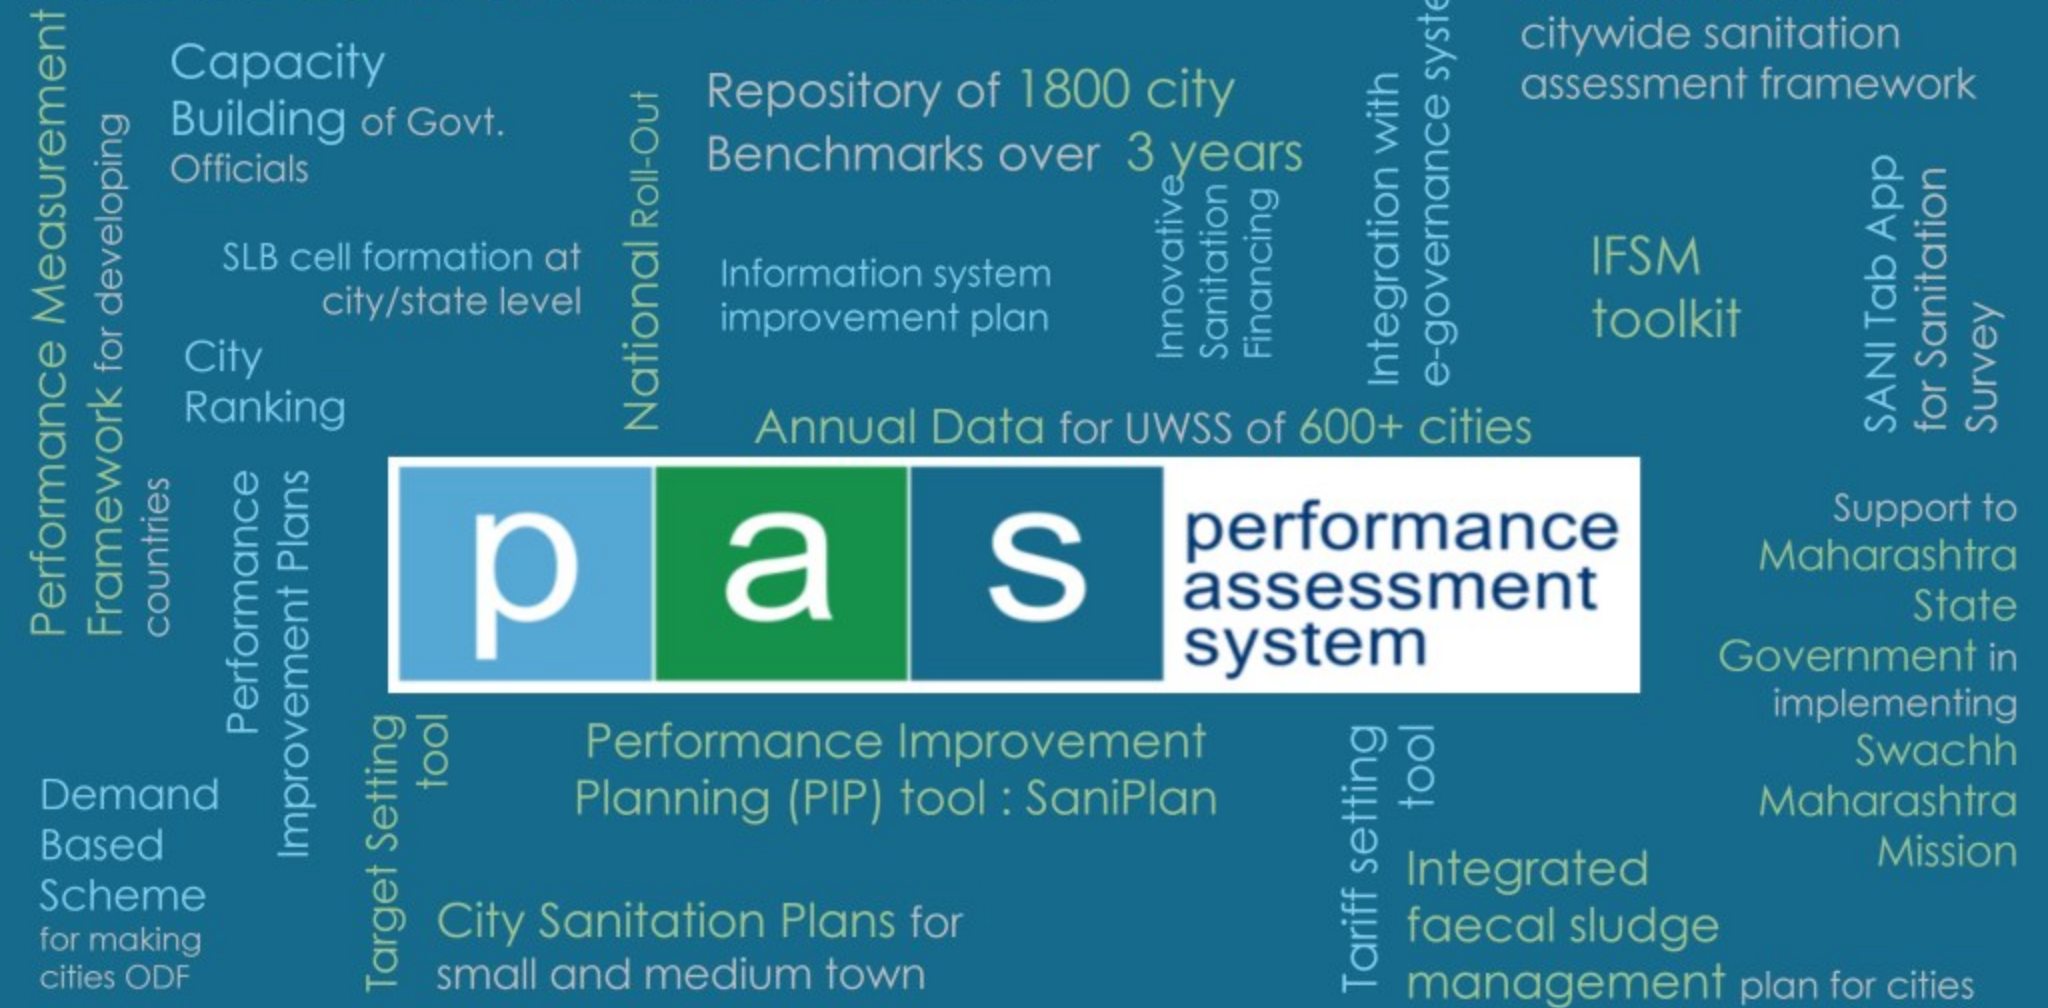 Performance Measurement
Framework for developing
countries
Capacity
Building of Govt.
Officials
SLB cell formation at
city/state level
City
Ranking
National Roll-Out
Repository of 1800 city
Benchmarks over 3 years
Information system
improvement plan
Innovative
Sanitation
Financing
Integration with
e-governance
citywide sanitation
assessment framework
IFSM
toolkit
SANI Tab App
for Sanitation
Survey
Annual Data for UWSS of 600+ cities
p a s
performance
assessment
system
Performance
Improvement Plans
Support to
Maharashtra
State
Government in
implementing
Swachh
Maharashtra
Mission
Demand
Based
Scheme
for making
cities ODF
Target Setting
tool
Performance Improvement
Planning (PIP) tool : SaniPlan
City Sanitation Plans for
small and medium town
Tariff setting
tool
Integrated
faecal sludge
management plan for cities